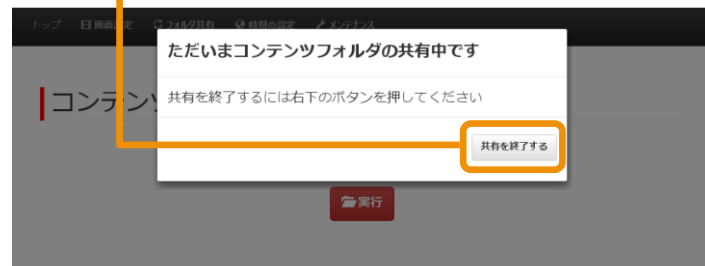 トップ 画面設定 フォルダ共有 時刻の設定 メンテナンス
ただいまコンテンツフォルダの共有中です
コンテンツ
共有を終了するには右下のボタンを押してください
共有を終了する
実行